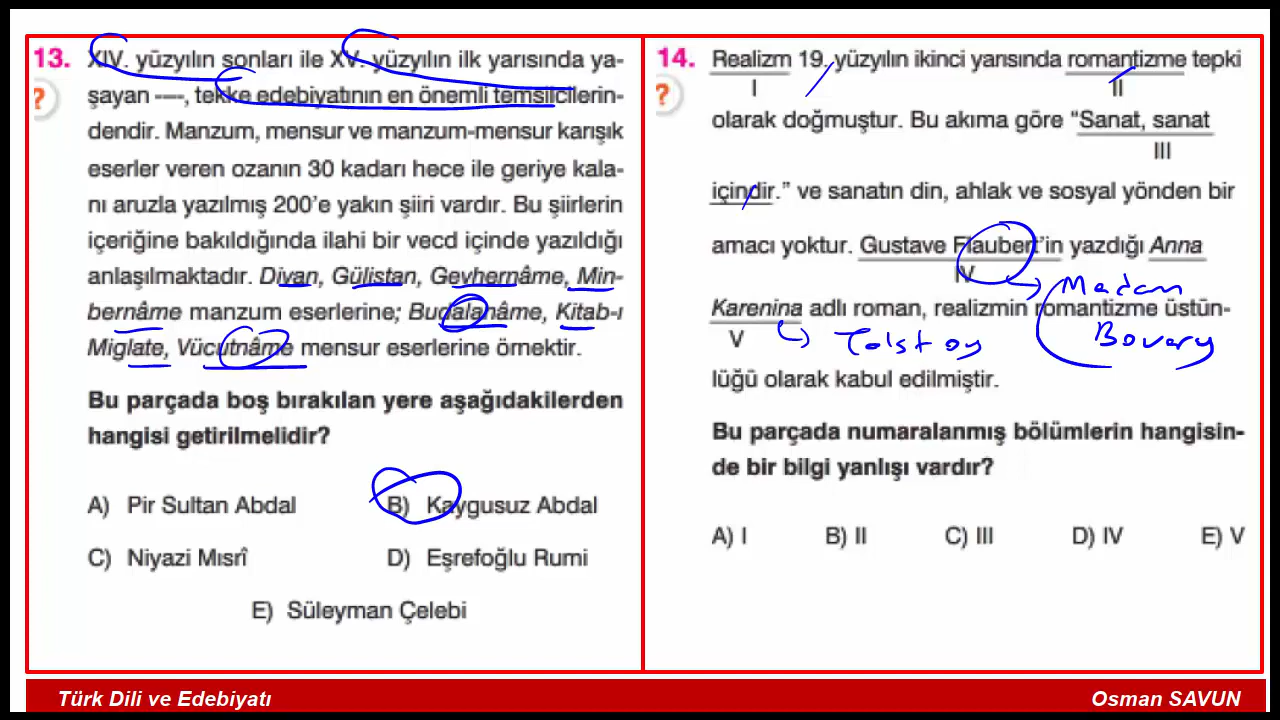 13. XIV. yüzyılın sonları ile XV. yüzyılın ilk yarısında ya-
? şayan ----, tekke edebiyatının en önemli temsilcilerin-
dendir. Manzum, mensur ve manzum-mensur karışık
eserler veren ozanın 30 kadarı hece ile geriye kala-
nı aruzla yazılmış 200'e yakın şiiri vardır. Bu şiirlerin
içeriğine bakıldığında ilahi bir vecd içinde yazıldığı
anlaşılmaktadır. Divan, Gülistan, Gevhernâme, Min-
bernâme manzum eserlerine; Budalanâme, Kitab-ı
Miglate, Vücutnâme mensur eserlerine örnektir.
Bu parçada boş bırakılan yere aşağıdakilerden
hangisi getirilmelidir?
A) Pir Sultan Abdal B) Kaygusuz Abdal
C) Niyazi Mısrî D) Eşrefoğlu Rumi
E) Süleyman Çelebi
14. Realizm 19. yüzyılın ikinci yarısında romantizme tepki
I II
?
olarak doğmuştur. Bu akıma göre "Sanat, sanat
III
içindir." ve sanatın din, ahlak ve sosyal yönden bir
amacı yoktur. Gustave Flaubert'in yazdığı Anna
IV
Madam
Karenina adlı roman, realizmin romantizme üstün-
V Tolstoy Bovary
lüğü olarak kabul edilmiştir.
Bu parçada numaralanmış bölümlerin hangisin-
de bir bilgi yanlışı vardır?
A) I B) II C) III D) IV E) V
Türk Dili ve Edebiyatı Osman SAVUN